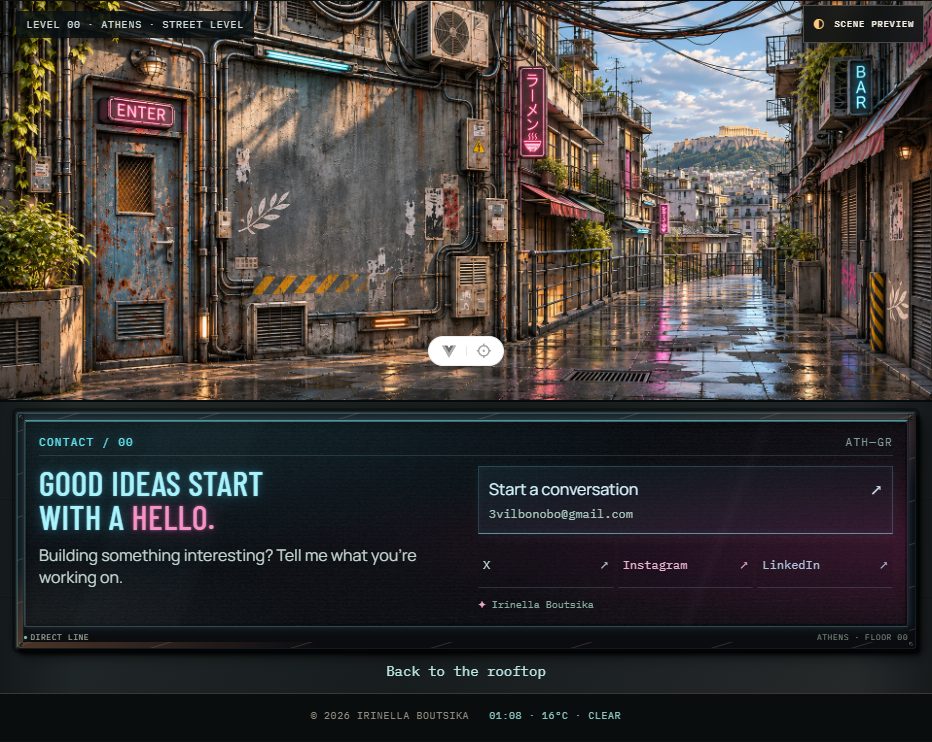 LEVEL 00 · ATHENS · STREET LEVEL
SCENE PREVIEW
ENTER
ラーメン
BAR
CONTACT / 00
ATH—GR
GOOD IDEAS START
WITH A HELLO.
Building something interesting? Tell me what you're
working on.
Start a conversation ↗
3vilbonobo@gmail.com
X ↗ Instagram ↗ LinkedIn ↗
✦ Irinella Boutsika
DIRECT LINE
ATHENS · FLOOR 00
Back to the rooftop
© 2026 IRINELLA BOUTSIKA 01:08 · 16°C · CLEAR